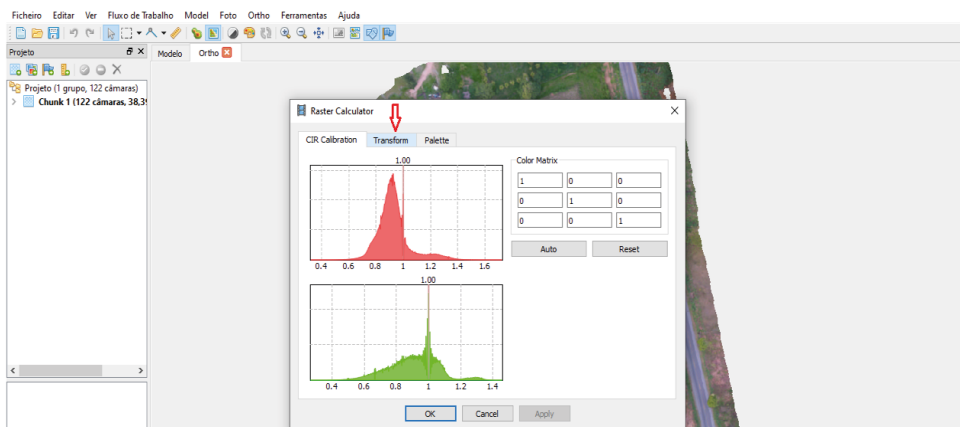 Ficheiro Editar Ver Fluxo de Trabalho Model Foto Ortho Ferramentas Ajuda
Projeto
Modelo Ortho
Projeto (1 grupo, 122 câmaras)
Chunk 1 (122 câmaras, 38,3
Raster Calculator
CIR Calibration Transform Palette
1.00
0.4 0.6 0.8 1 1.2 1.4 1.6
1.00
0.4 0.6 0.8 1 1.2 1.4
Color Matrix
1 0 0
0 1 0
0 0 1
Auto Reset
OK Cancel Apply